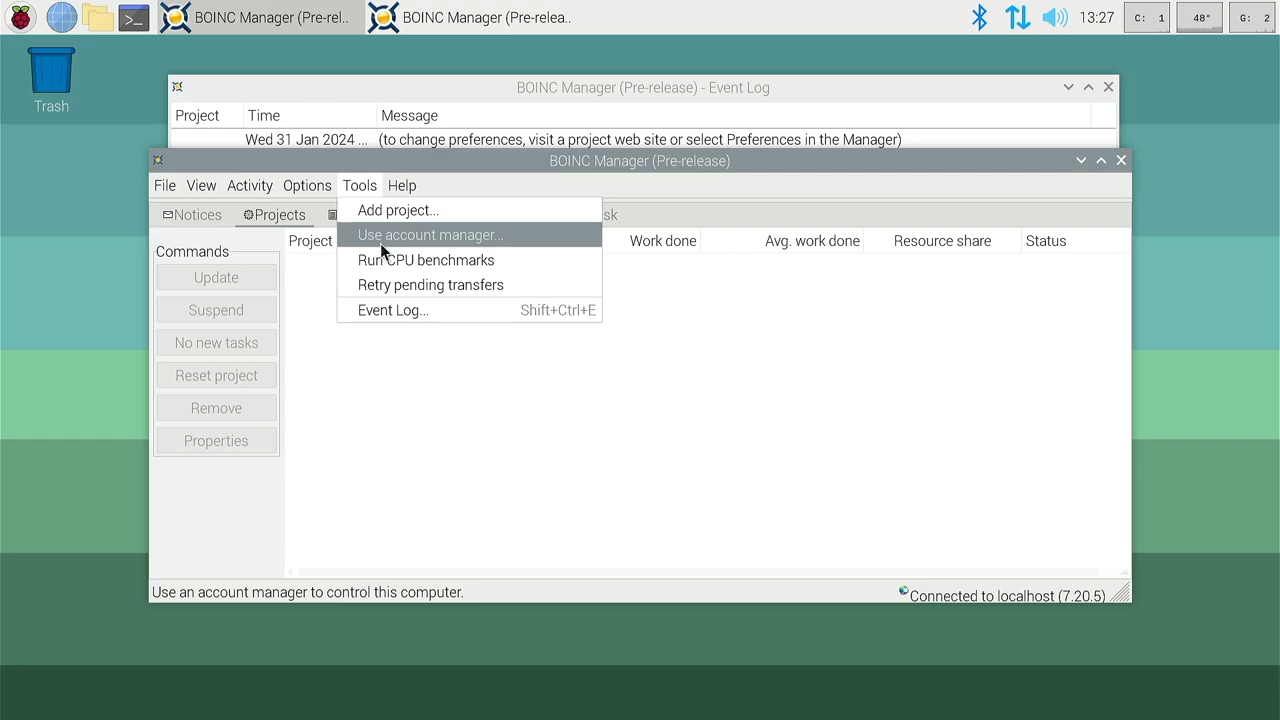 BOINC Manager (Pre-rel..
BOINC Manager (Pre-relea..
13:27
C: 1
48°
G: 2
Trash
BOINC Manager (Pre-release) - Event Log
Project Time Message
Wed 31 Jan 2024 ... (to change preferences, visit a project web site or select Preferences in the Manager)
BOINC Manager (Pre-release)
File View Activity Options Tools Help
Notices Projects sk
Add project...
Use account manager...
Run CPU benchmarks
Retry pending transfers
Event Log... Shift+Ctrl+E
Commands
Update
Suspend
No new tasks
Reset project
Remove
Properties
Project Work done Avg. work done Resource share Status
Use an account manager to control this computer.
Connected to localhost (7.20.5)